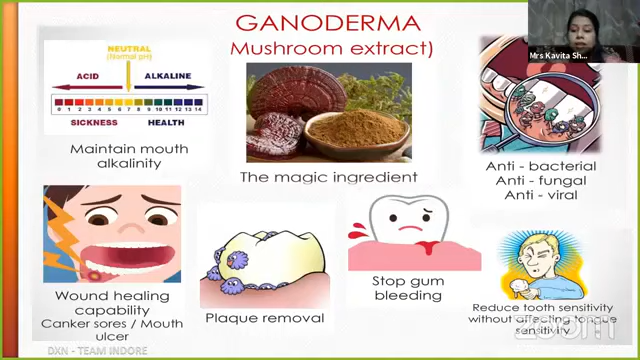 GANODERMA
Mushroom extract)
Mrs Kavita Sh...
NEUTRAL
(Normal pH)
ACID
ALKALINE
0 1 2 3 4 5 6 7 8 9 10 11 12 13 14
SICKNESS
HEALTH
Maintain mouth
alkalinity
The magic ingredient
Anti - bacterial
Anti - fungal
Anti - viral
Wound healing
capability
Canker sores / Mouth
ulcer
Plaque removal
Stop gum
bleeding
Reduce tooth sensitivity
without affecting tongue
sensitivity
zoom
DXN - TEAM INDORE